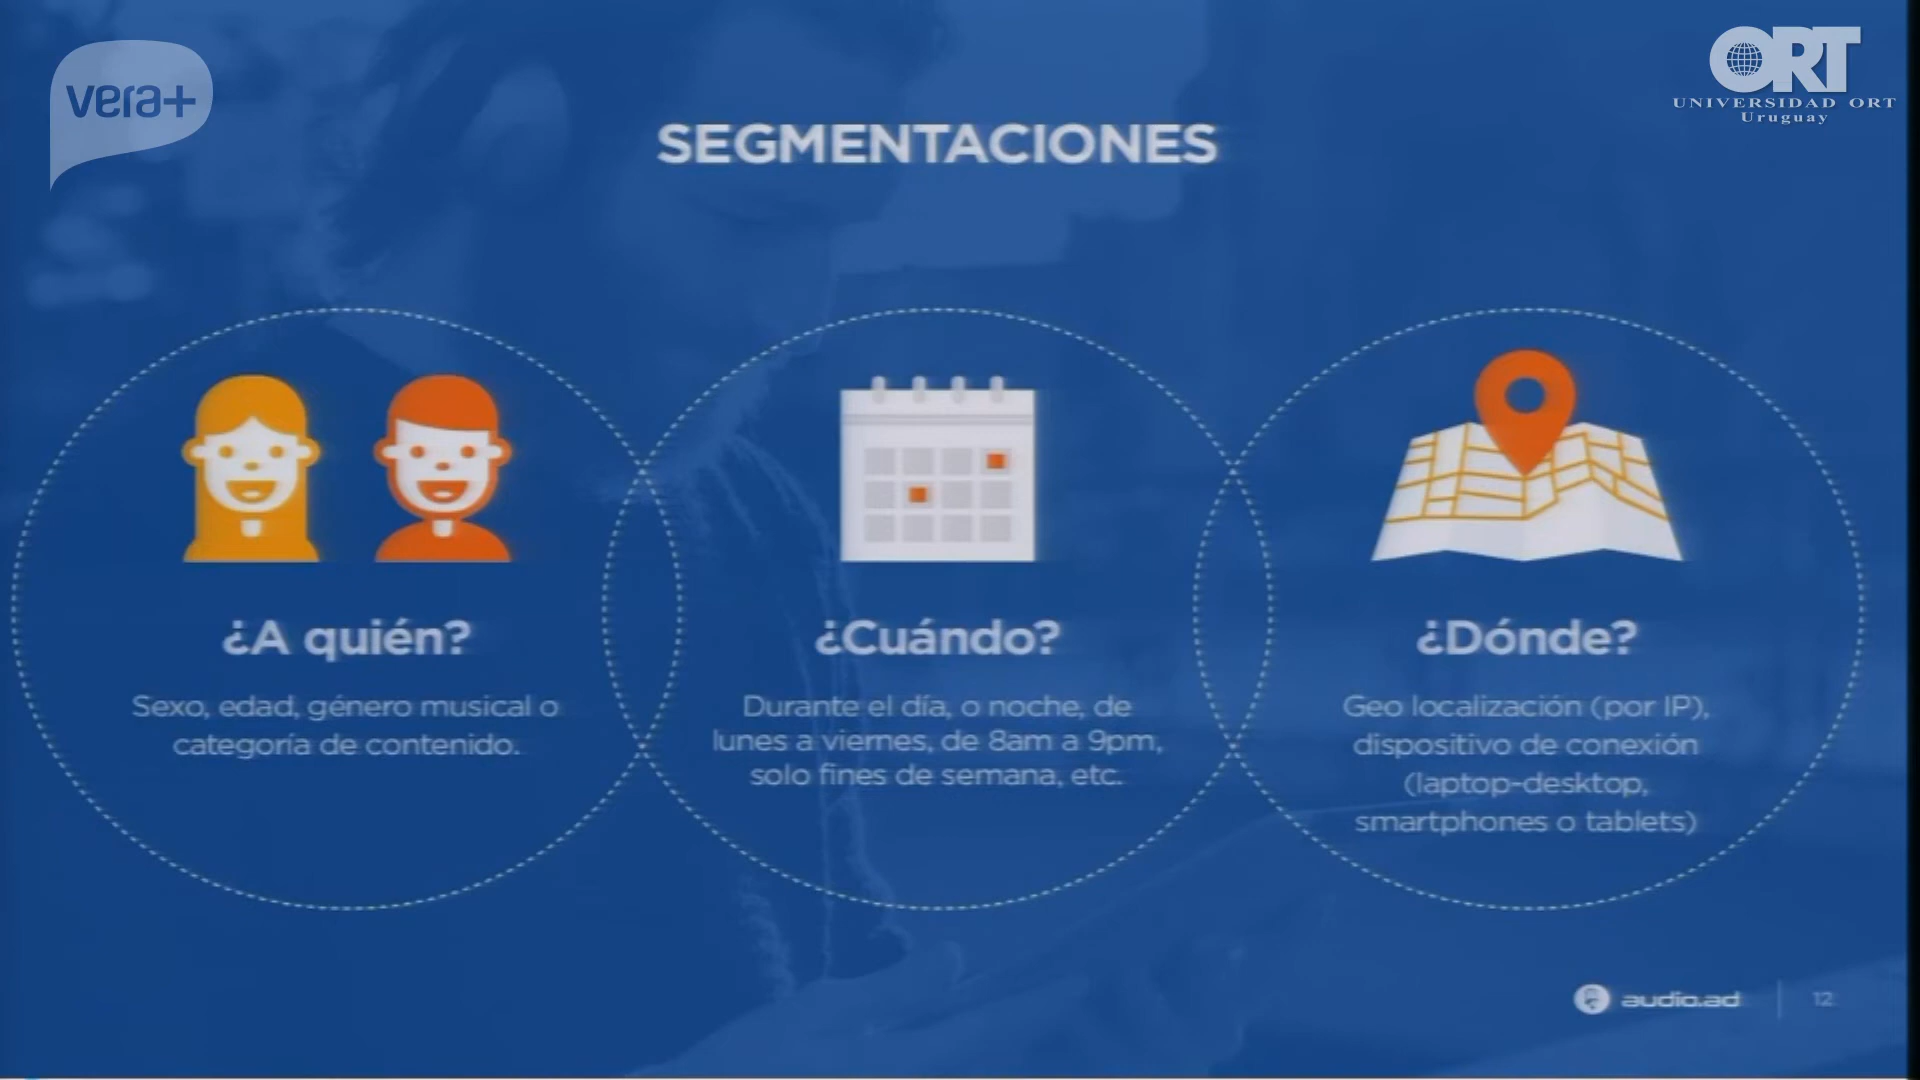 vera+
ORT
UNIVERSIDAD ORT
Uruguay
SEGMENTACIONES
¿A quién?
Sexo, edad, género musical o
categoría de contenido.
¿Cuándo?
Durante el día, o noche, de
lunes a viernes, de 8am a 9pm,
solo fines de semana, etc.
¿Dónde?
Geo localización (por IP),
dispositivo de conexión
(laptop-desktop,
smartphones o tablets)
audio.ad
12